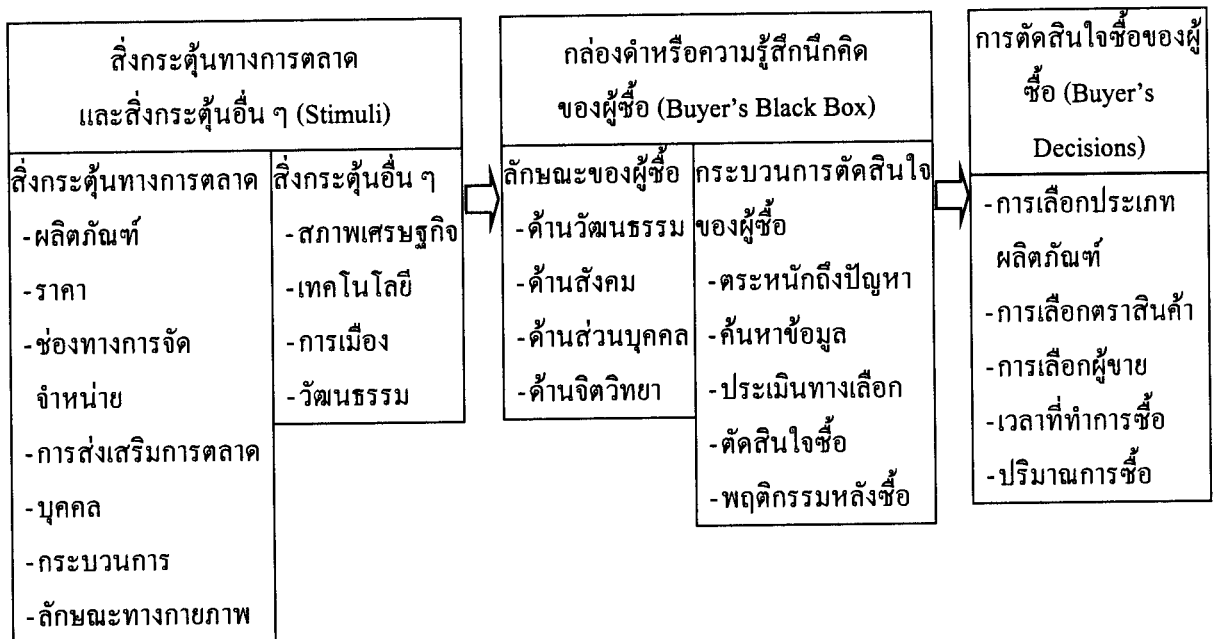 สิ่งกระตุ้นทางการตลาด
และสิ่งกระตุ้นอื่น ๆ (Stimuli)
สิ่งกระตุ้นทางการตลาด
-ผลิตภัณฑ์
-ราคา
-ช่องทางการจัด
จำหน่าย
-การส่งเสริมการตลาด
-บุคคล
-กระบวนการ
-ลักษณะทางกายภาพ
สิ่งกระตุ้นอื่น ๆ
-สภาพเศรษฐกิจ
-เทคโนโลยี
-การเมือง
-วัฒนธรรม
กล่องดำหรือความรู้สึกนึกคิด
ของผู้ซื้อ (Buyer's Black Box)
ลักษณะของผู้ซื้อ
-ด้านวัฒนธรรม
-ด้านสังคม
-ด้านส่วนบุคคล
-ด้านจิตวิทยา
กระบวนการตัดสินใจ
ของผู้ซื้อ
-ตระหนักถึงปัญหา
-ค้นหาข้อมูล
-ประเมินทางเลือก
-ตัดสินใจซื้อ
-พฤติกรรมหลังซื้อ
การตัดสินใจซื้อของผู้
ซื้อ (Buyer's
Decisions)
-การเลือกประเภท
ผลิตภัณฑ์
-การเลือกตราสินค้า
-การเลือกผู้ขาย
-เวลาที่ทำการซื้อ
-ปริมาณการซื้อ